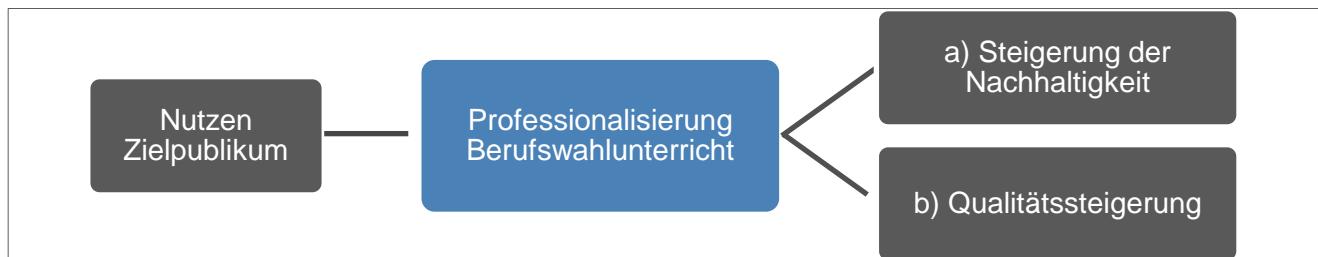 Nutzen
Zielpublikum
Professionalisierung
Berufswahlunterricht
a) Steigerung der
Nachhaltigkeit
b) Qualitätssteigerung